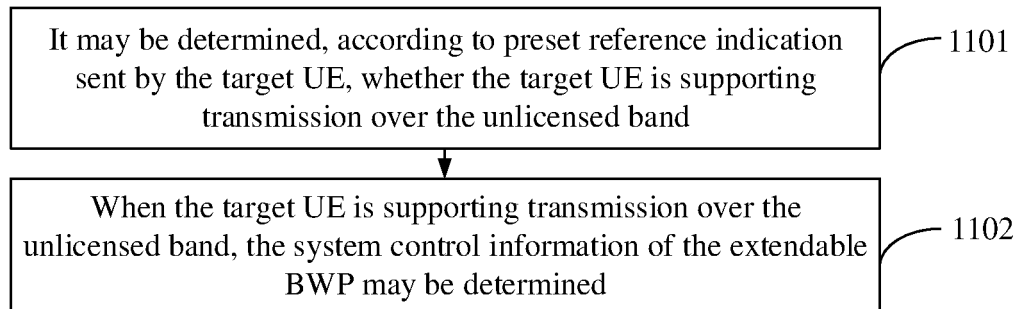 It may be determined, according to preset reference indication
sent by the target UE, whether the target UE is supporting
transmission over the unlicensed band
1101
When the target UE is supporting transmission over the
unlicensed band, the system control information of the extendable
BWP may be determined
1102